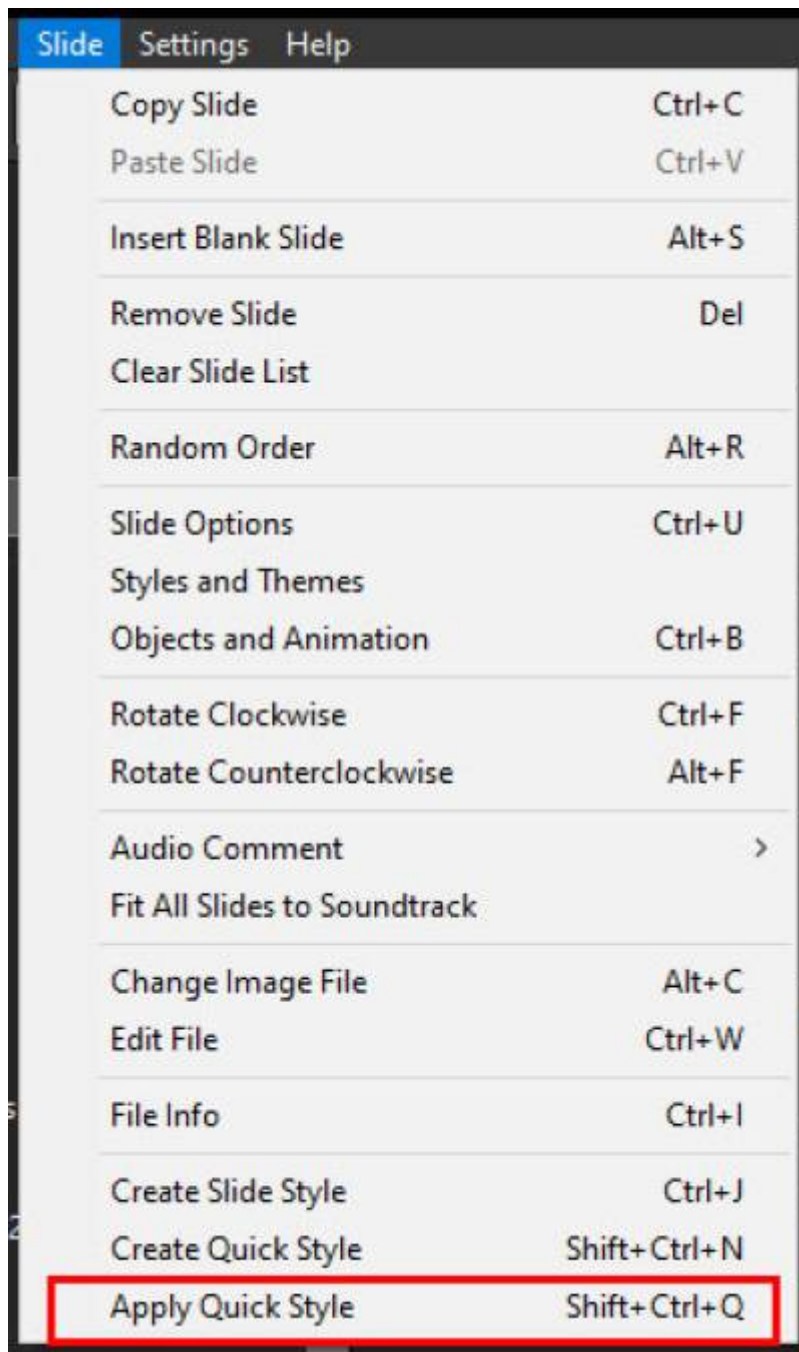 Slide Settings Help
Copy Slide Ctrl+C
Paste Slide Ctrl+V
Insert Blank Slide Alt+S
Remove Slide Del
Clear Slide List
Random Order Alt+R
Slide Options Ctrl+U
Styles and Themes
Objects and Animation Ctrl+B
Rotate Clockwise Ctrl+F
Rotate Counterclockwise Alt+F
Audio Comment >
Fit All Slides to Soundtrack
Change Image File Alt+C
Edit File Ctrl+W
s
File Info Ctrl+I
Create Slide Style Ctrl+J
2
Create Quick Style Shift+Ctrl+N
Apply Quick Style Shift+Ctrl+Q